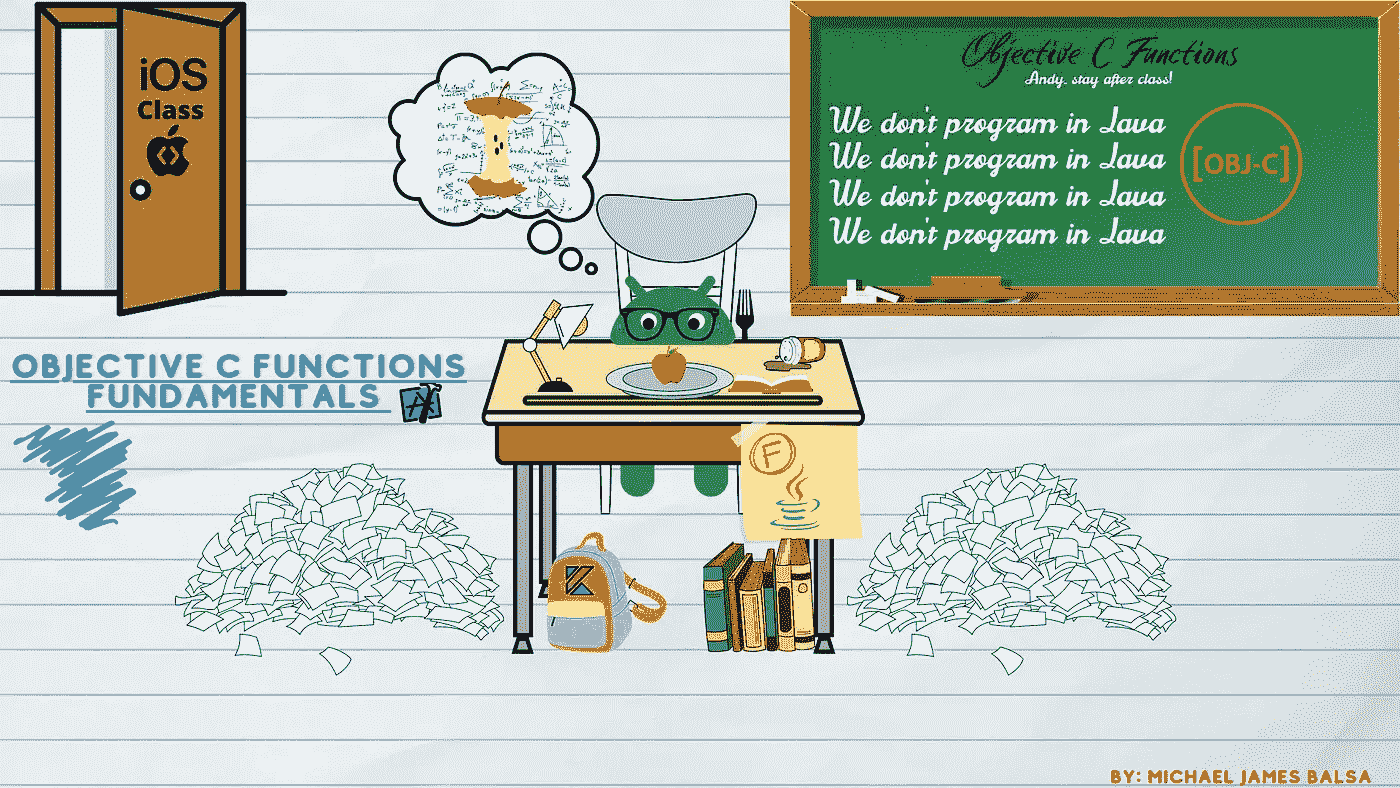 iOS
Class
Objective C Functions
Andy, stay after class!
We don't program in Java
We don't program in Java
We don't program in Java
We don't program in Java
[OBJ-C]
OBJECTIVE C FUNCTIONS
FUNDAMENTALS
F
BY: MICHAEL JAMES BALSA